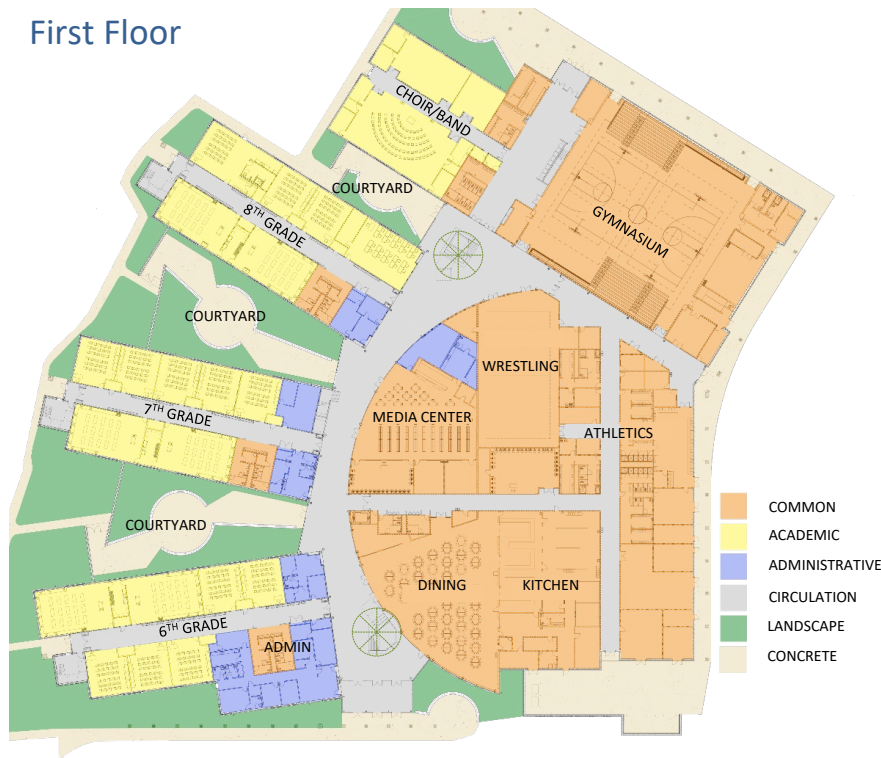 First Floor
CHOIR/BAND
COURTYARD
8TH GRADE
GYMNASIUM
COURTYARD
WRESTLING
7TH GRADE
MEDIA CENTER
ATHLETICS
COURTYARD
DINING
KITCHEN
6TH GRADE
ADMIN
COMMON
ACADEMIC
ADMINISTRATIVE
CIRCULATION
LANDSCAPE
CONCRETE